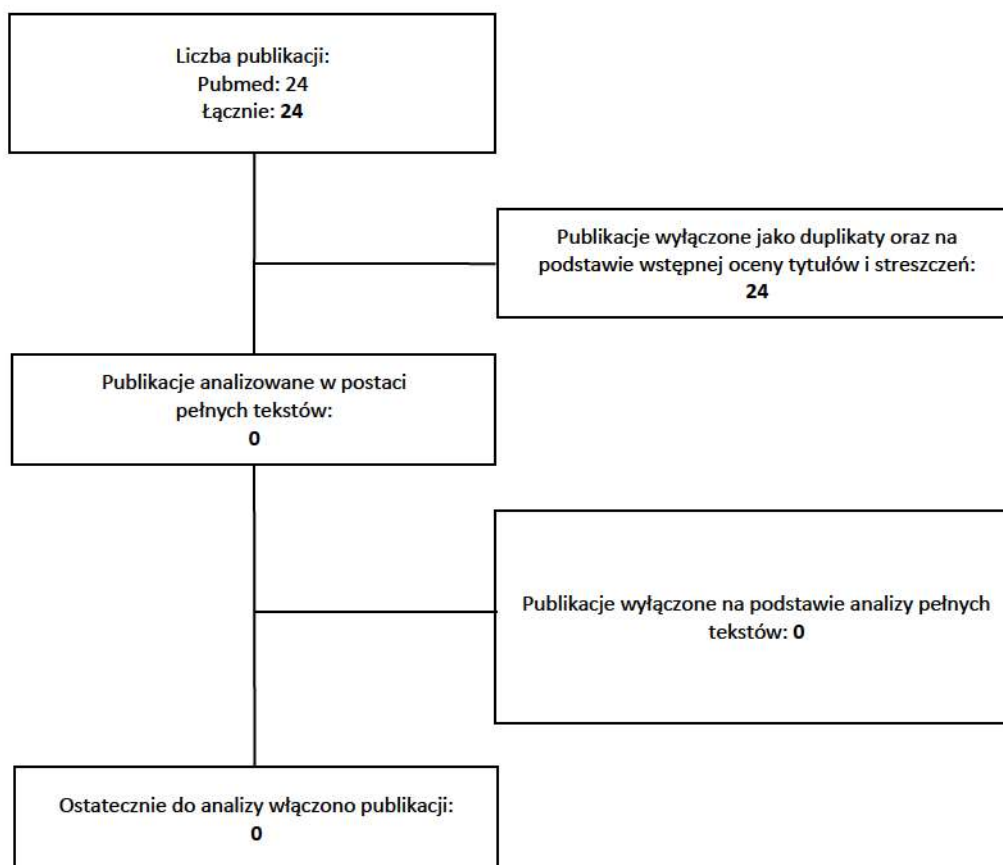 Liczba publikacji:
Pubmed: 24
Łącznie: 24
Publikacje wyłączone jako duplikaty oraz na
podstawie wstępnej oceny tytułów i streszczeń:
24
Publikacje analizowane w postaci
pełnych tekstów:
0
Publikacje wyłączone na podstawie analizy pełnych
tekstów: 0
Ostatecznie do analizy włączono publikacji:
0